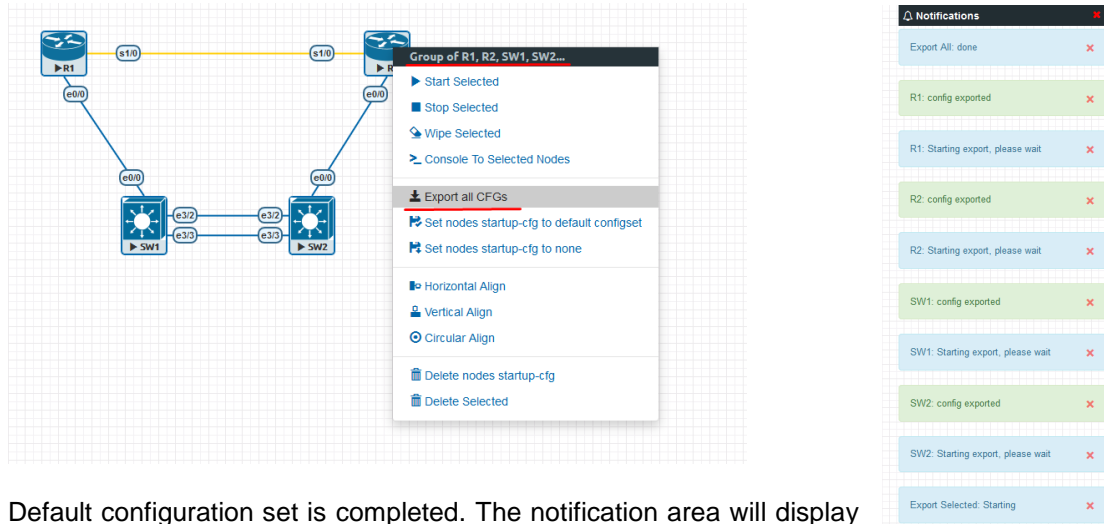 s1/0
s1/0
R1
R
e0/0
e0/0
e0/0
e0/0
e3/2
e3/2
e3/3
e3/3
SW1
SW2
Group of R1, R2, SW1, SW2...
Start Selected
Stop Selected
Wipe Selected
Console To Selected Nodes
Export all CFGs
Set nodes startup-cfg to default configset
Set nodes startup-cfg to none
Horizontal Align
Vertical Align
Circular Align
Delete nodes startup-cfg
Delete Selected
Notifications
Export All: done
R1: config exported
R1: Starting export, please wait
R2: config exported
R2: Starting export, please wait
SW1: config exported
SW1: Starting export, please wait
SW2: config exported
SW2: Starting export, please wait
Export Selected: Starting
Default configuration set is completed. The notification area will display